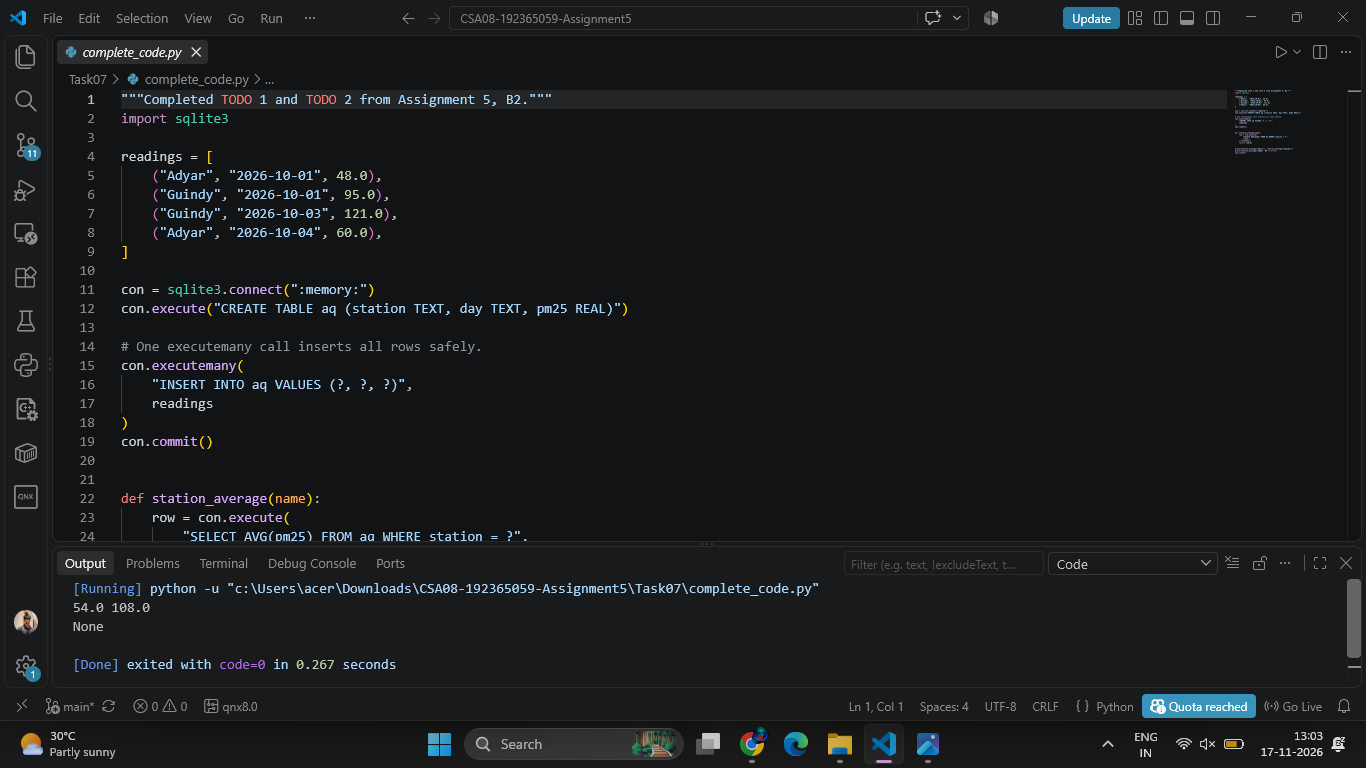 File Edit Selection View Go Run ···
CSA08-192365059-Assignment5
Update
complete_code.py
Task07 > complete_code.py > ...
1 """Completed TODO 1 and TODO 2 from Assignment 5, B2."""
2 import sqlite3
3
4 readings = [
5 ("Adyar", "2026-10-01", 48.0),
6 ("Guindy", "2026-10-01", 95.0),
7 ("Guindy", "2026-10-03", 121.0),
8 ("Adyar", "2026-10-04", 60.0),
9 ]
10
11 con = sqlite3.connect(":memory:")
12 con.execute("CREATE TABLE aq (station TEXT, day TEXT, pm25 REAL)")
13
14 # One executemany call inserts all rows safely.
15 con.executemany(
16 "INSERT INTO aq VALUES (?, ?, ?)",
17 readings
18 )
19 con.commit()
20
21
22 def station_average(name):
23 row = con.execute(
24 "SELECT AVG(pm25) FROM aq WHERE station = ?",
11
QNX
1
Output Problems Terminal Debug Console Ports
Filter (e.g. text, !excludeText, t...
Code
[Running] python -u "c:\Users\acer\Downloads\CSA08-192365059-Assignment5\Task07\complete_code.py"
54.0 108.0
None
[Done] exited with code=0 in 0.267 seconds
main* 0 0 qnx8.0
Ln 1, Col 1 Spaces: 4 UTF-8 CRLF { } Python Quota reached Go Live
30°C
Partly sunny
Search
ENG
IN
13:03
17-11-2026